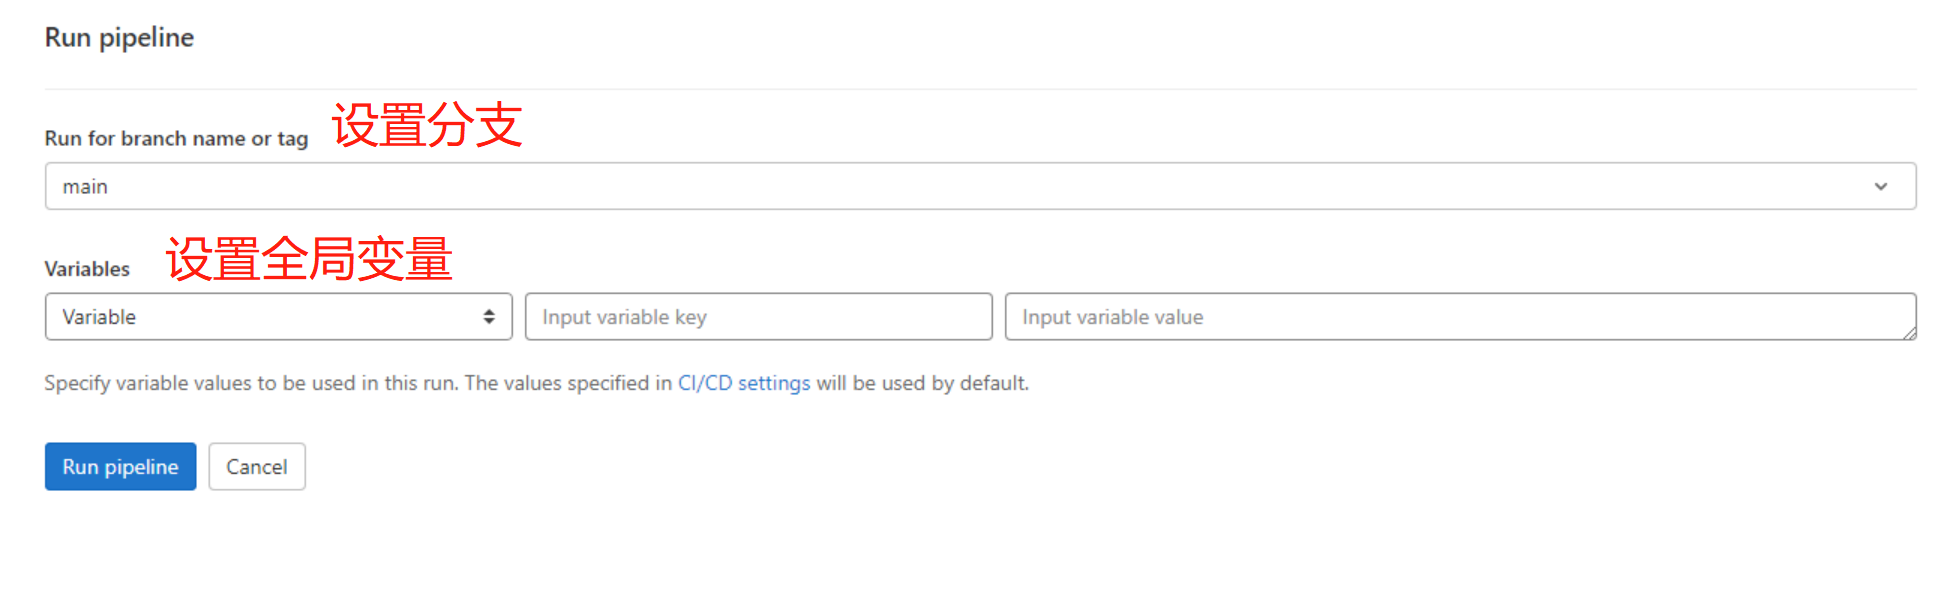 Run pipeline
Run for branch name or tag 设置分支
main
Variables 设置全局变量
Variable Input variable key Input variable value
Specify variable values to be used in this run. The values specified in CI/CD settings will be used by default.
Run pipeline Cancel